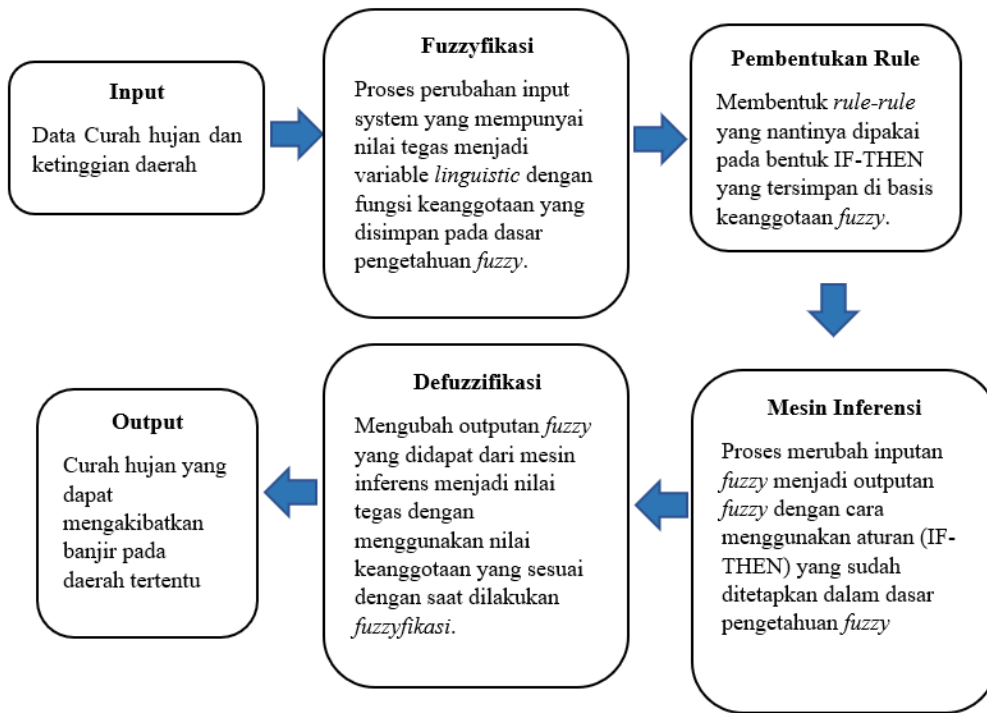 Input
Data Curah hujan dan
ketinggian daerah
Fuzzyfikasi
Proses perubahan input
system yang mempunyai
nilai tegas menjadi
variable linguistic dengan
fungsi keanggotaan yang
disimpan pada dasar
pengetahuan fuzzy.
Pembentukan Rule
Membentuk rule-rule
yang nantinya dipakai
pada bentuk IF-THEN
yang tersimpan di basis
keanggotaan fuzzy.
Mesin Inferensi
Proses merubah inputan
fuzzy menjadi outputan
fuzzy dengan cara
menggunakan aturan (IF-
THEN) yang sudah
ditetapkan dalam dasar
pengetahuan fuzzy
Defuzzifikasi
Mengubah outputan fuzzy
yang didapat dari mesin
inferens menjadi nilai
tegas dengan
menggunakan nilai
keanggotaan yang sesuai
dengan saat dilakukan
fuzzyfikasi.
Output
Curah hujan yang
dapat
mengakibatkan
banjir pada
daerah tertentu